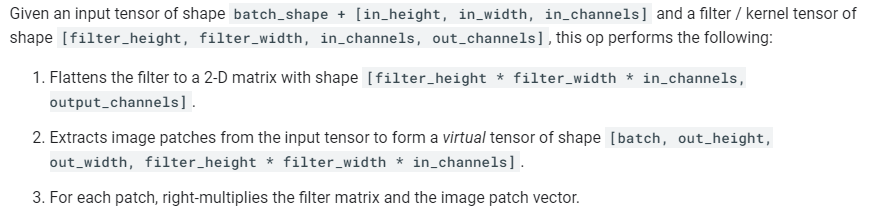 Given an input tensor of shape batch_shape + [in_height, in_width, in_channels] and a filter / kernel tensor of
shape [filter_height, filter_width, in_channels, out_channels], this op performs the following:
1. Flattens the filter to a 2-D matrix with shape [filter_height * filter_width * in_channels,
output_channels].
2. Extracts image patches from the input tensor to form a virtual tensor of shape [batch, out_height,
out_width, filter_height * filter_width * in_channels].
3. For each patch, right-multiplies the filter matrix and the image patch vector.